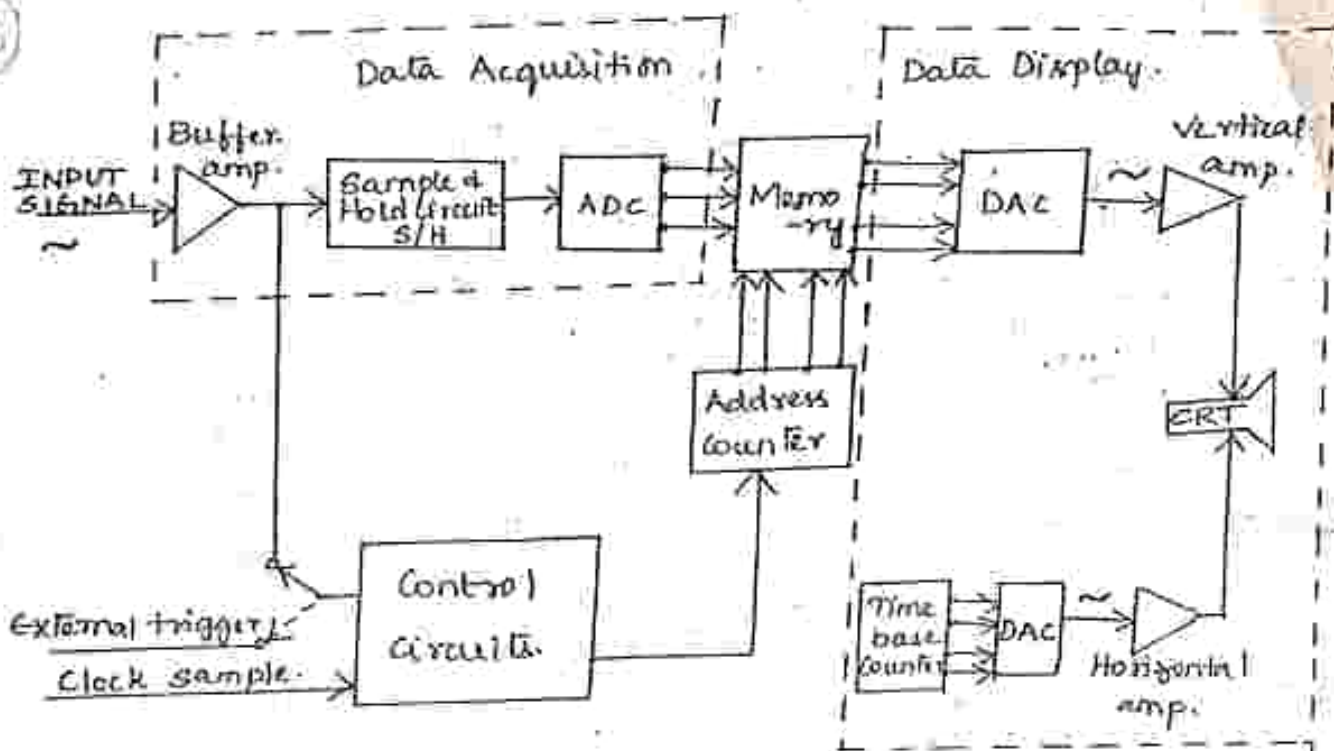 Data Acquisition
Data Display.
Buffer
amp.
INPUT
SIGNAL
~
Sample &
Hold Circuit
S/H
ADC
Memo
-ry
DAC
~
Vertical
amp.
CRT
Address
Counter
Control
Circuits.
External trigger
Clock sample.
Time
base
Counter
DAC
~
Horizontal
amp.